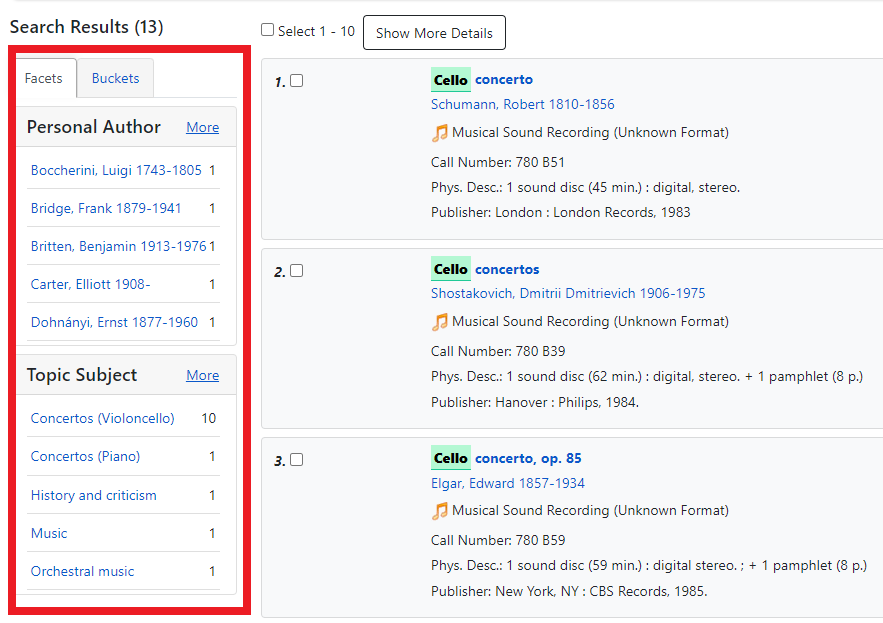 Search Results (13)
Facets
Buckets
Personal Author More
Boccherini, Luigi 1743-1805 1
Bridge, Frank 1879-1941 1
Britten, Benjamin 1913-1976 1
Carter, Elliott 1908- 1
Dohnányi, Ernst 1877-1960 1
Topic Subject More
Concertos (Violoncello) 10
Concertos (Piano) 1
History and criticism 1
Music 1
Orchestral music 1
Select 1 - 10 Show More Details
1. Cello concerto
Schumann, Robert 1810-1856
Musical Sound Recording (Unknown Format)
Call Number: 780 B51
Phys. Desc.: 1 sound disc (45 min.) : digital, stereo.
Publisher: London : London Records, 1983
2. Cello concertos
Shostakovich, Dmitrii Dmitrievich 1906-1975
Musical Sound Recording (Unknown Format)
Call Number: 780 B39
Phys. Desc.: 1 sound disc (62 min.) : digital, stereo. + 1 pamphlet (8 p.)
Publisher: Hanover : Philips, 1984.
3. Cello concerto, op. 85
Elgar, Edward 1857-1934
Musical Sound Recording (Unknown Format)
Call Number: 780 B59
Phys. Desc.: 1 sound disc (59 min.) : digital stereo. ; + 1 pamphlet (8 p.)
Publisher: New York, NY : CBS Records, 1985.